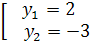 [ y₁ = 2
y₂ = −3